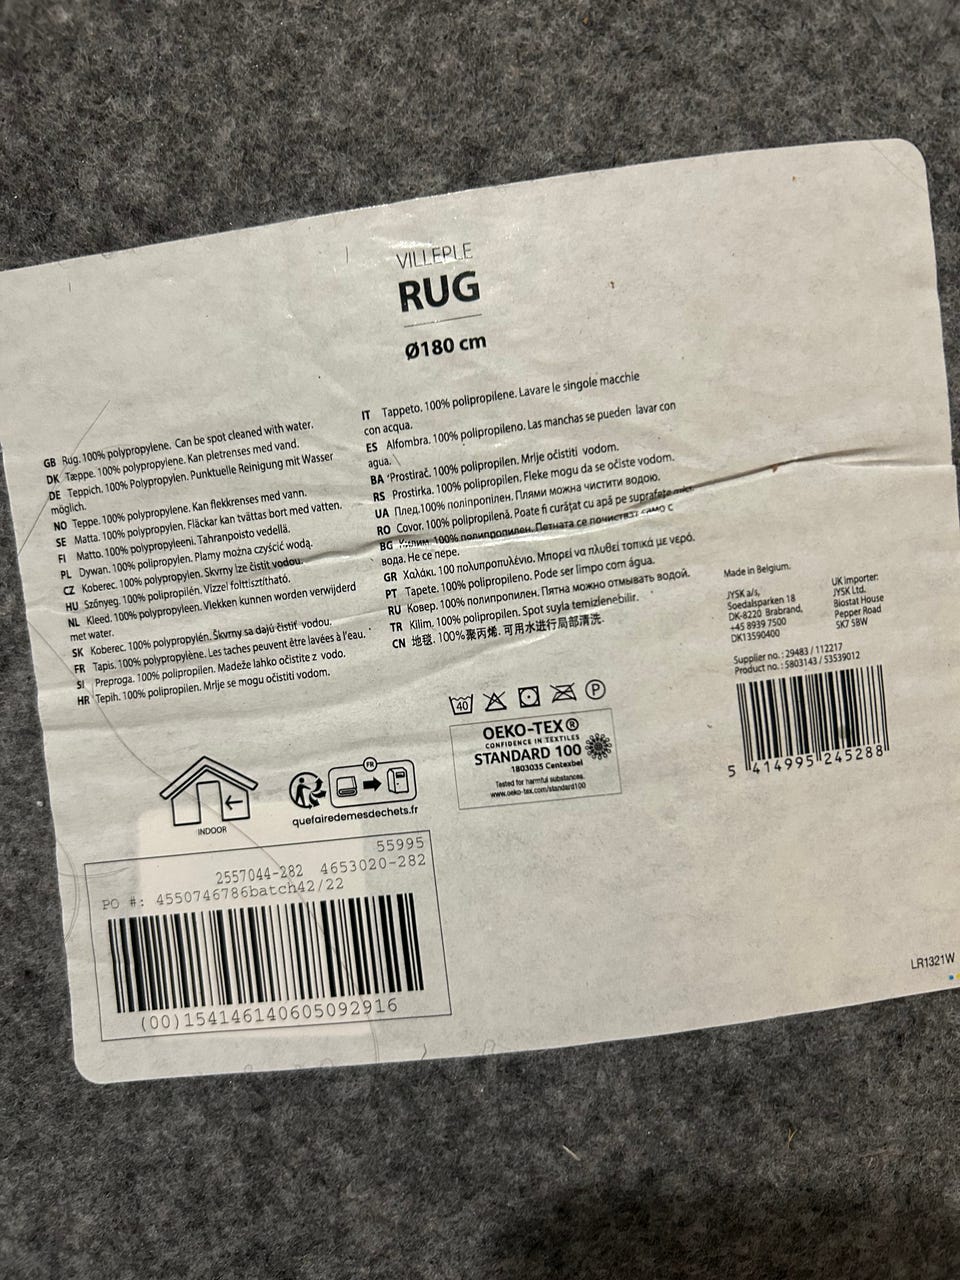 VILLEPLE
RUG
Ø180 cm
GB Rug. 100% polypropylene. Can be spot cleaned with water.
DK Tæppe. 100% polypropylene. Kan pletrenses med vand.
DE Teppich. 100% Polypropylen. Punktuelle Reinigung mit Wasser
möglich.
NO Teppe. 100% polypropylene. Kan flekkrenses med vann.
SE Matta. 100% polypropylen. Fläckar kan tvättas bort med vatten.
FI Matto. 100% polypropyleeni. Tahranpoisto vedellä.
PL Dywan. 100% polipropylen. Plamy można czyścić wodą.
CZ Koberec. 100% polypropylen. Skvrny lze čistit vodou.
HU Szőnyeg. 100% polipropilén. Vízzel folttisztítható.
NL Kleed. 100% polypropyleen. Vlekken kunnen worden verwijderd
met water.
SK Koberec. 100% polypropylén. Škvrny sa dajú čistiť vodou.
FR Tapis. 100% polypropylène. Les taches peuvent être lavées à l'eau.
SI Preproga. 100% polipropilen. Madeže lahko očistite z vodo.
HR Tepih. 100% polipropilen. Mrlje se mogu očistiti vodom.
IT Tappeto. 100% polipropilene. Lavare le singole macchie
con acqua.
ES Alfombra. 100% polipropileno. Las manchas se pueden lavar con
agua.
BA Prostirač. 100% polipropilen. Mrlje očistiti vodom.
RS Prostirka. 100% polipropilen. Fleke mogu da se očiste vodom.
UA Плед.100% поліпропілен. Плями можна чистити водою.
RO Covor. 100% polipropilenă. Poate fi curăţat cu apă pe suprafeţe mici.
BG Килим. 100% полипропилен. Петната се почистват само с
вода. Не се пере.
GR Χαλάκι. 100 πολυπροπυλένιο. Μπορεί να πλυθεί τοπικά με νερό.
PT Tapete. 100% polipropileno. Pode ser limpo com água.
RU Ковер. 100% полипропилен. Пятна можно отмывать водой.
TR Kilim. 100% polipropilen. Spot suyla temizlenebilir.
CN 地毯. 100%聚丙烯. 可用水进行局部清洗.
40 P
OEKO-TEX®
CONFIDENCE IN TEXTILES
STANDARD 100
1803035 Centexbel
Tested for harmful substances.
www.oeko-tex.com/standard100
Made in Belgium.
JYSK a/s,
Soedalsparken 18
DK-8220 Brabrand,
+45 8939 7500
DK13590400
UK importer:
JYSK Ltd.
Biostat House
Pepper Road
SK7 5BW
Supplier no. : 29483 / 112217
Product no. : 5803143 / 53539012
5 414995 245288
INDOOR
FR
quefairedemesdechets.fr
55995
2557044-282 4653020-282
PO #: 4550746786batch42/22
(00)154146140605092916
LR1321W